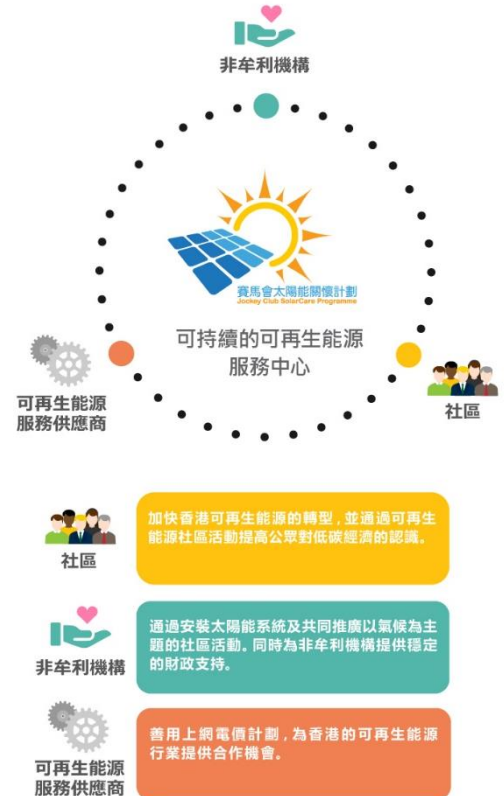 非牟利機構
賽馬會太陽能關懷計劃
Jockey Club SolarCare Programme
可持續的可再生能源
服務中心
可再生能源
服務供應商
社區
社區
加快香港可再生能源的轉型，並通過可再生
能源社區活動提高公眾對低碳經濟的認識。
非牟利機構
通過安裝太陽能系統及共同推廣以氣候為主
題的社區活動。同時為非牟利機構提供穩定
的財政支持。
可再生能源
服務供應商
善用上網電價計劃，為香港的可再生能源
行業提供合作機會。